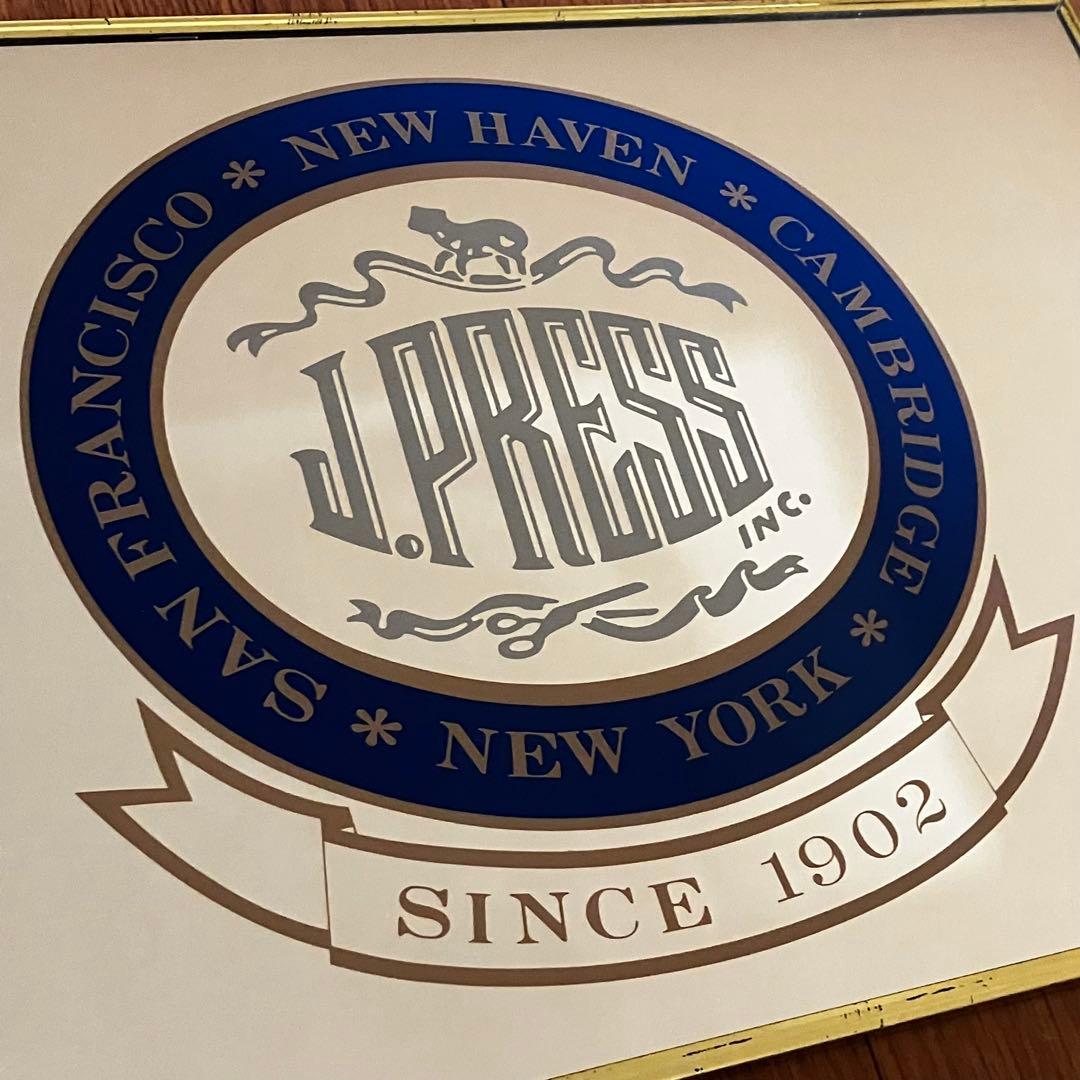 NEW HAVEN * CAMBRIDGE * NEW YORK * SAN FRANCISCO *
J. PRESS
INC.
SINCE 1902